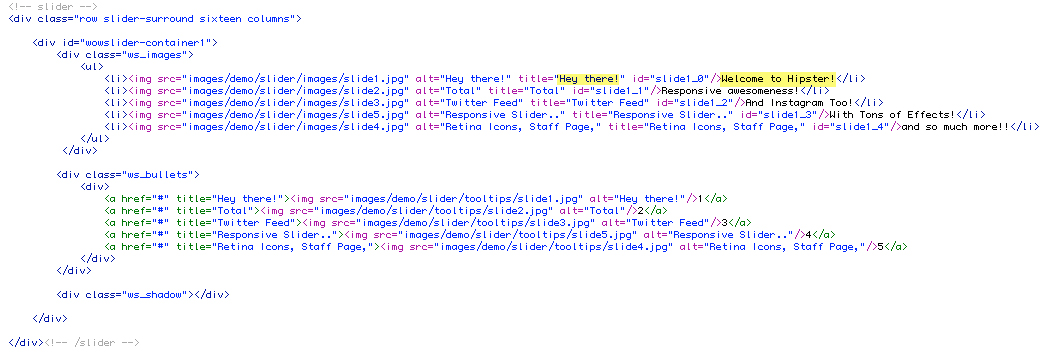 <!-- slider -->
<div class="row slider-surround sixteen columns">
<div id="wowslider-container1">
<div class="ws_images">
<ul>
<li><img src="images/demo/slider/images/slide1.jpg" alt="Hey there!" title="Hey there!" id="slide1_0"/>Welcome to Hipster!</li>
<li><img src="images/demo/slider/images/slide2.jpg" alt="Total" title="Total" id="slide1_1"/>Responsive awesomeness!</li>
<li><img src="images/demo/slider/images/slide3.jpg" alt="Twitter Feed" title="Twitter Feed" id="slide1_2"/>And Instagram Too!</li>
<li><img src="images/demo/slider/images/slide5.jpg" alt="Responsive Slider.." title="Responsive Slider.." id="slide1_3"/>With Tons of Effects!</li>
<li><img src="images/demo/slider/images/slide4.jpg" alt="Retina Icons, Staff Page," title="Retina Icons, Staff Page," id="slide1_4"/>and so much more!!</li>
</ul>
</div>
<div class="ws_bullets">
<div>
<a href="#" title="Hey there!"><img src="images/demo/slider/tooltips/slide1.jpg" alt="Hey there!"/>1</a>
<a href="#" title="Total"><img src="images/demo/slider/tooltips/slide2.jpg" alt="Total"/>2</a>
<a href="#" title="Twitter Feed"><img src="images/demo/slider/tooltips/slide3.jpg" alt="Twitter Feed"/>3</a>
<a href="#" title="Responsive Slider.."><img src="images/demo/slider/tooltips/slide5.jpg" alt="Responsive Slider.."/>4</a>
<a href="#" title="Retina Icons, Staff Page,"><img src="images/demo/slider/tooltips/slide4.jpg" alt="Retina Icons, Staff Page,"/>5</a>
</div>
</div>
<div class="ws_shadow"></div>
</div>
</div><!-- /slider -->